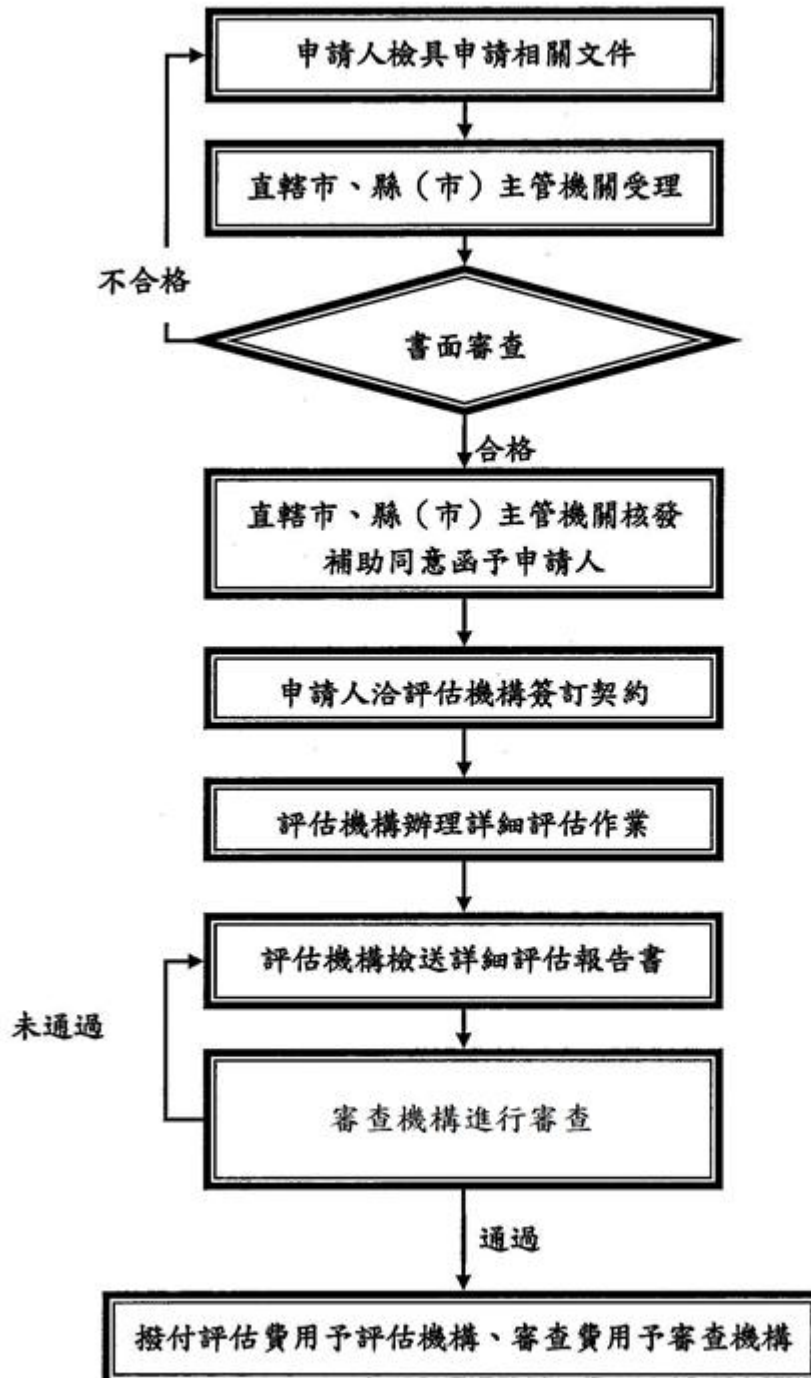 申請人檢具申請相關文件
直轄市、縣（市）主管機關受理
不合格
書面審查
合格
直轄市、縣（市）主管機關核發
補助同意函予申請人
申請人洽評估機構簽訂契約
評估機構辦理詳細評估作業
評估機構檢送詳細評估報告書
未通過
審查機構進行審查
通過
撥付評估費用予評估機構、審查費用予審查機構